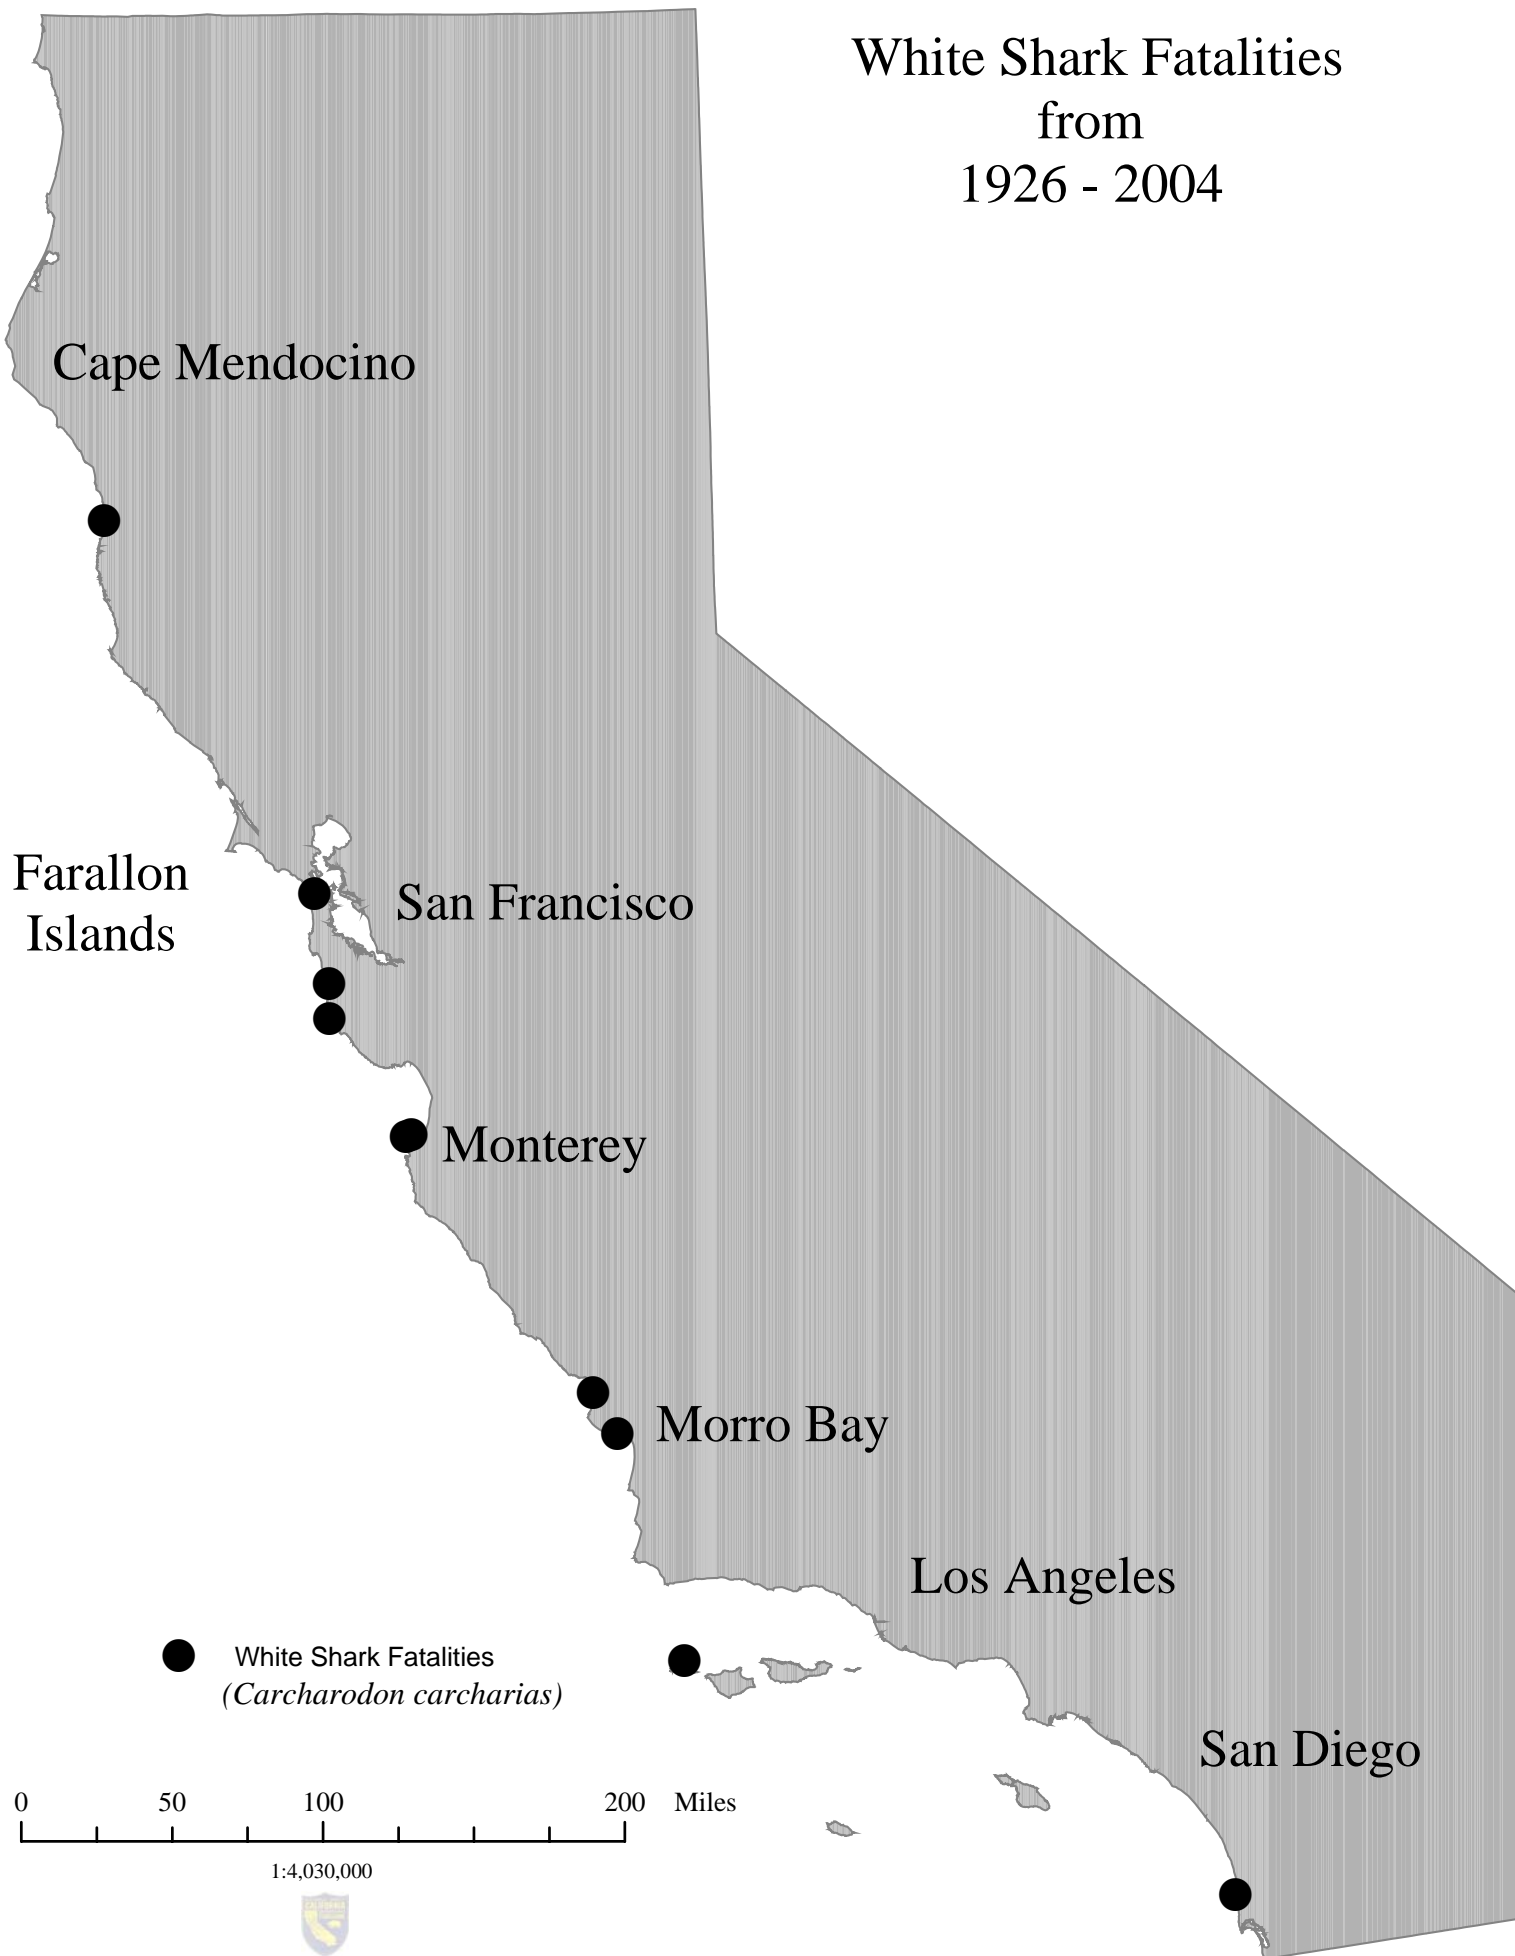 White Shark Fatalities
from
1926 - 2004
Cape Mendocino
Farallon
Islands
San Francisco
Monterey
Morro Bay
Los Angeles
San Diego
White Shark Fatalities
(Carcharodon carcharias)
0 50 100 200 Miles
1:4,030,000
CALIFORNIA